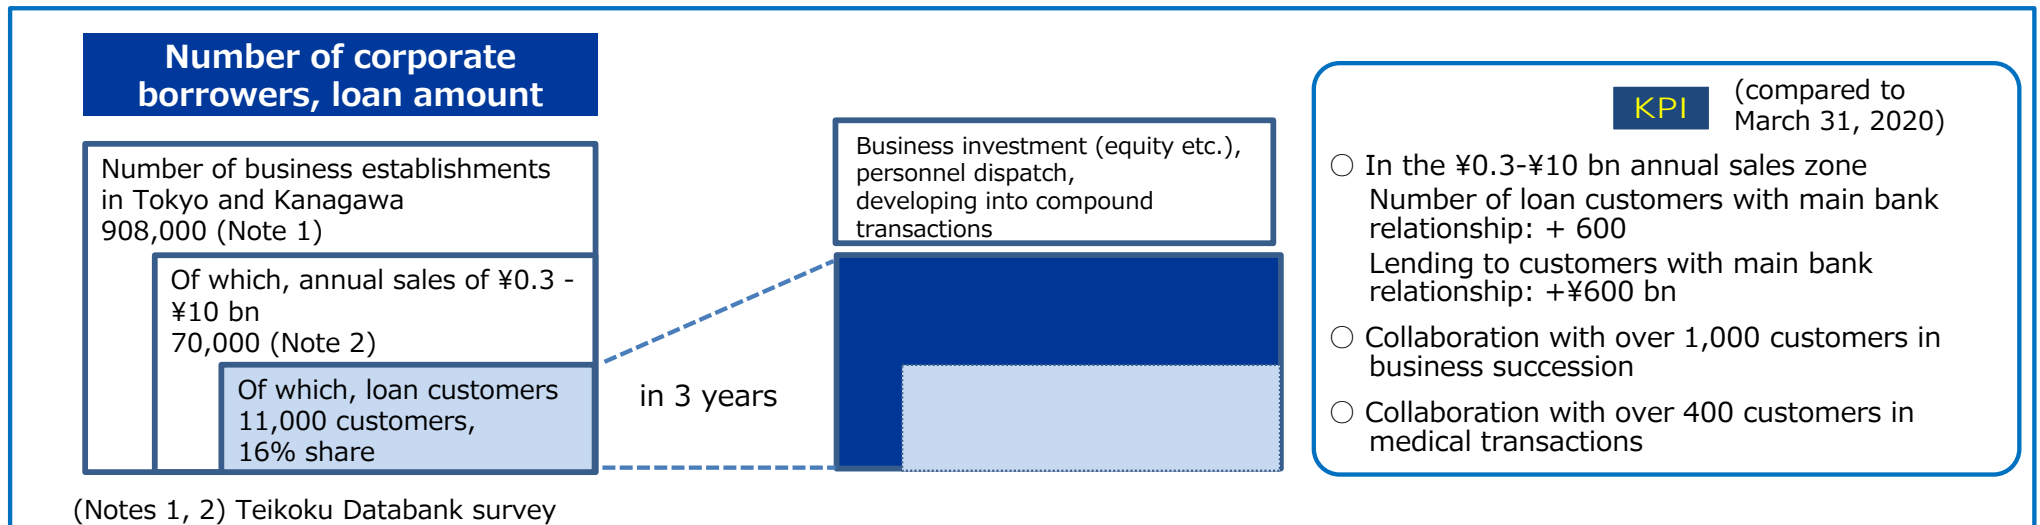 Number of corporate
borrowers, loan amount
Number of business establishments
in Tokyo and Kanagawa
908,000 (Note 1)
Of which, annual sales of ¥0.3 -
¥10 bn
70,000 (Note 2)
Of which, loan customers
11,000 customers,
16% share
(Notes 1, 2) Teikoku Databank survey
in 3 years
Business investment (equity etc.),
personnel dispatch,
developing into compound
transactions
KPI
(compared to
March 31, 2020)
○ In the ¥0.3-¥10 bn annual sales zone
Number of loan customers with main bank
relationship: + 600
Lending to customers with main bank
relationship: +¥600 bn
○ Collaboration with over 1,000 customers in
business succession
○ Collaboration with over 400 customers in
medical transactions